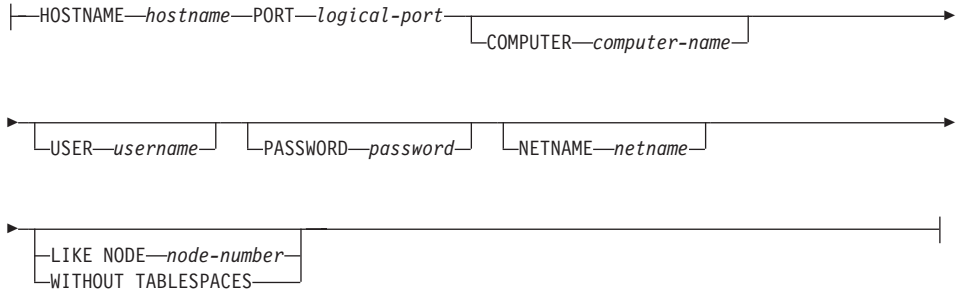 HOSTNAME hostname PORT logical-port
COMPUTER computer-name
USER username PASSWORD password NETNAME netname
LIKE NODE node-number
WITHOUT TABLESPACES